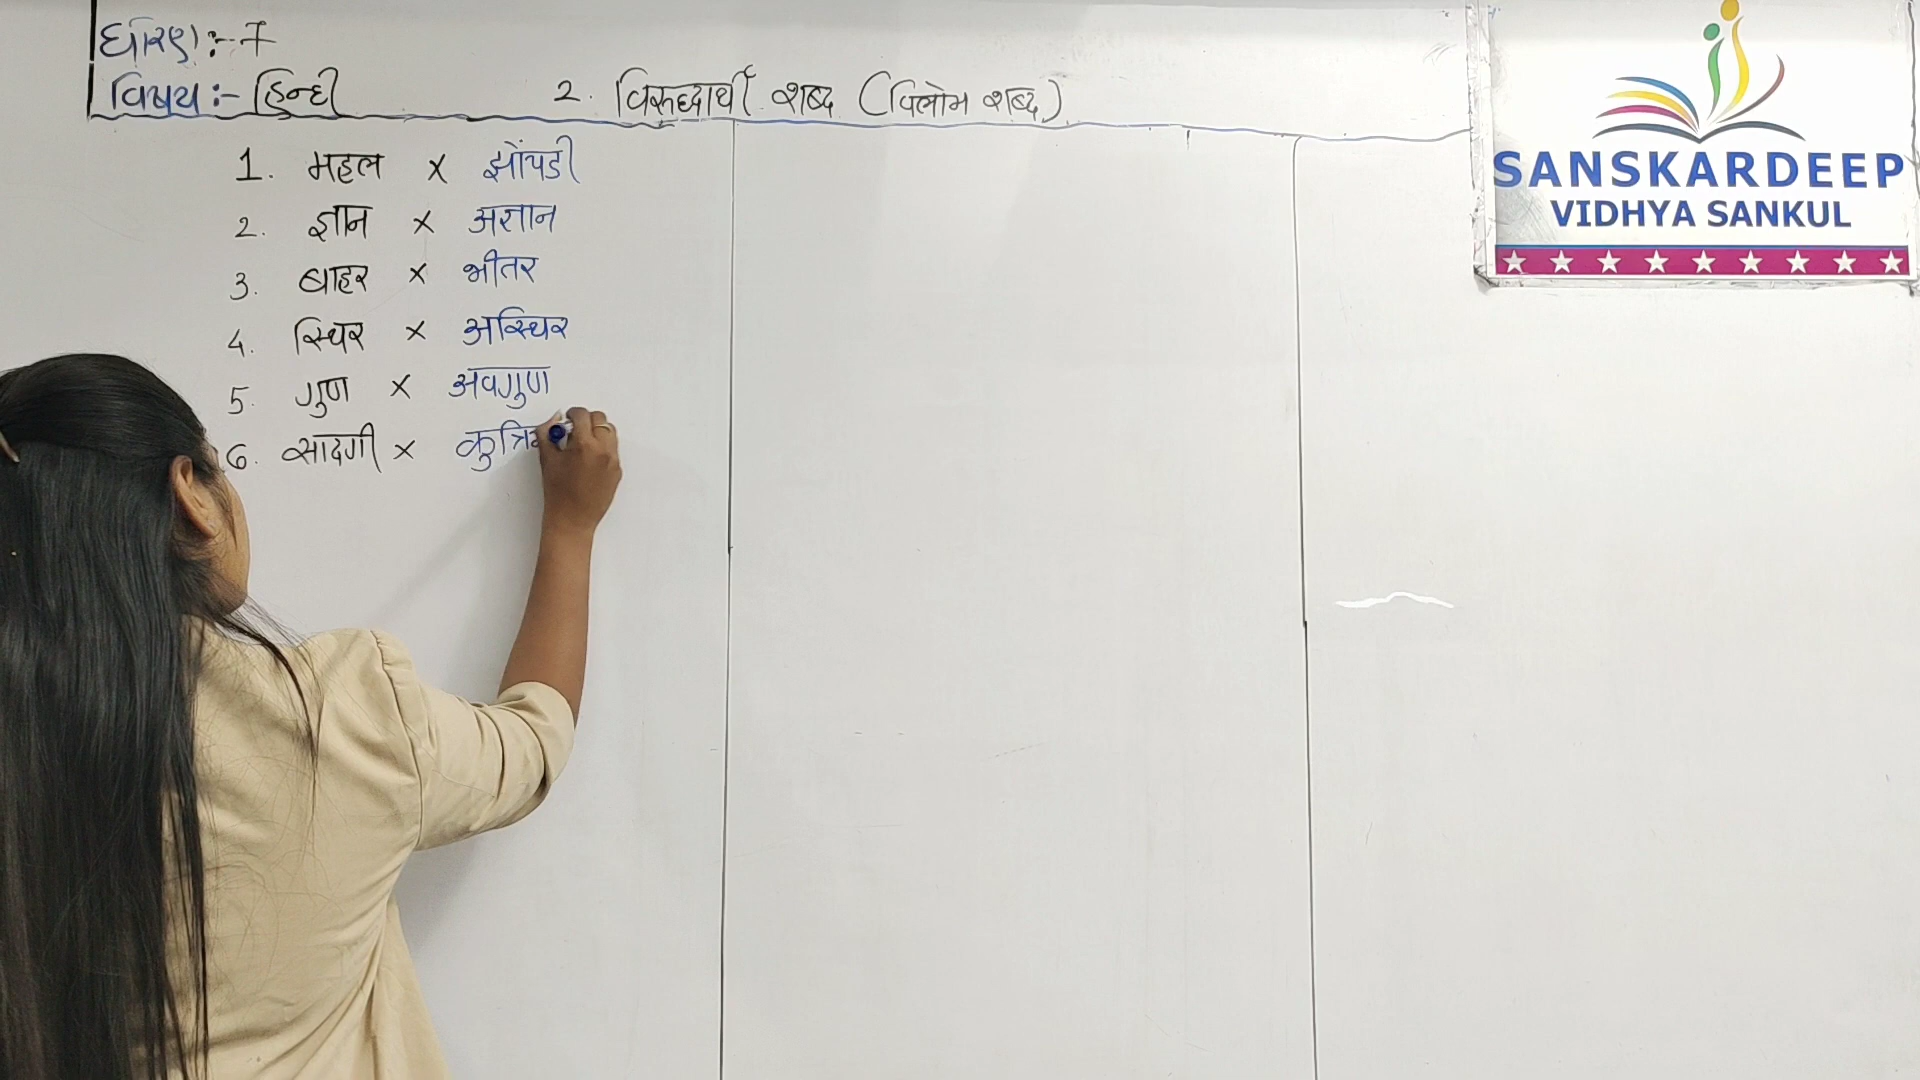 धोरण :- 7
विषय :- हिन्दी
2. विरुद्धार्थी शब्द (विलोम शब्द)
1. महल x झोंपडी
2. ज्ञान x अज्ञान
3. बाहर x भीतर
4. स्थिर x अस्थिर
5. गुण x अवगुण
6. सादगी x
SANSKARDEEP
VIDHYA SANKUL